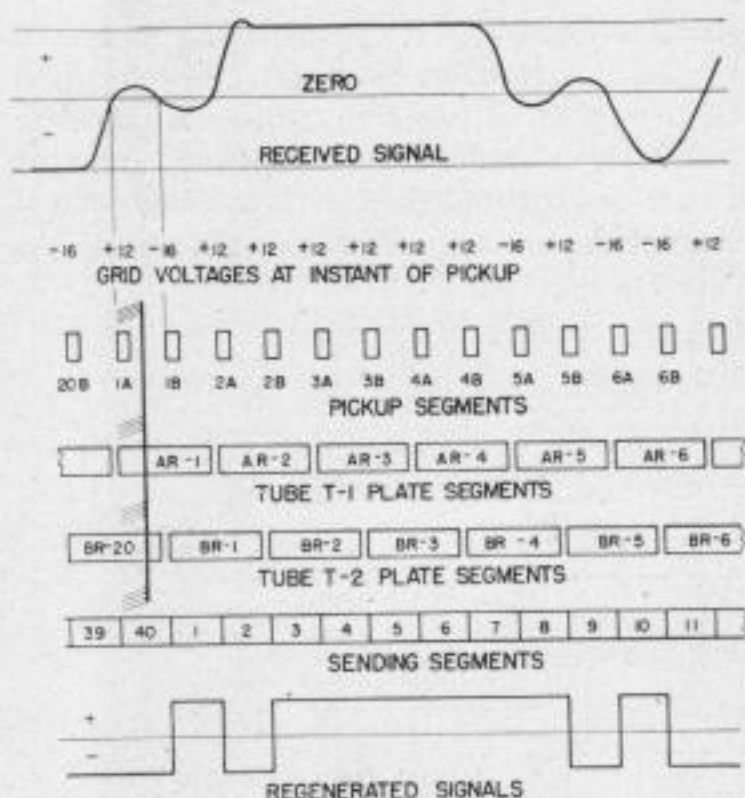 +
ZERO
−
RECEIVED SIGNAL
-16 +12 -16 +12 +12 +12 +12 +12 +12 -16 +12 -16 -16 +12
GRID VOLTAGES AT INSTANT OF PICKUP
20B 1A 1B 2A 2B 3A 3B 4A 4B 5A 5B 6A 6B
PICKUP SEGMENTS
AR-1 AR-2 AR-3 AR-4 AR-5 AR-6
TUBE T-1 PLATE SEGMENTS
BR-20 BR-1 BR-2 BR-3 BR-4 BR-5 BR-6
TUBE T-2 PLATE SEGMENTS
39 40 1 2 3 4 5 6 7 8 9 10 11
SENDING SEGMENTS
+
−
REGENERATED SIGNALS